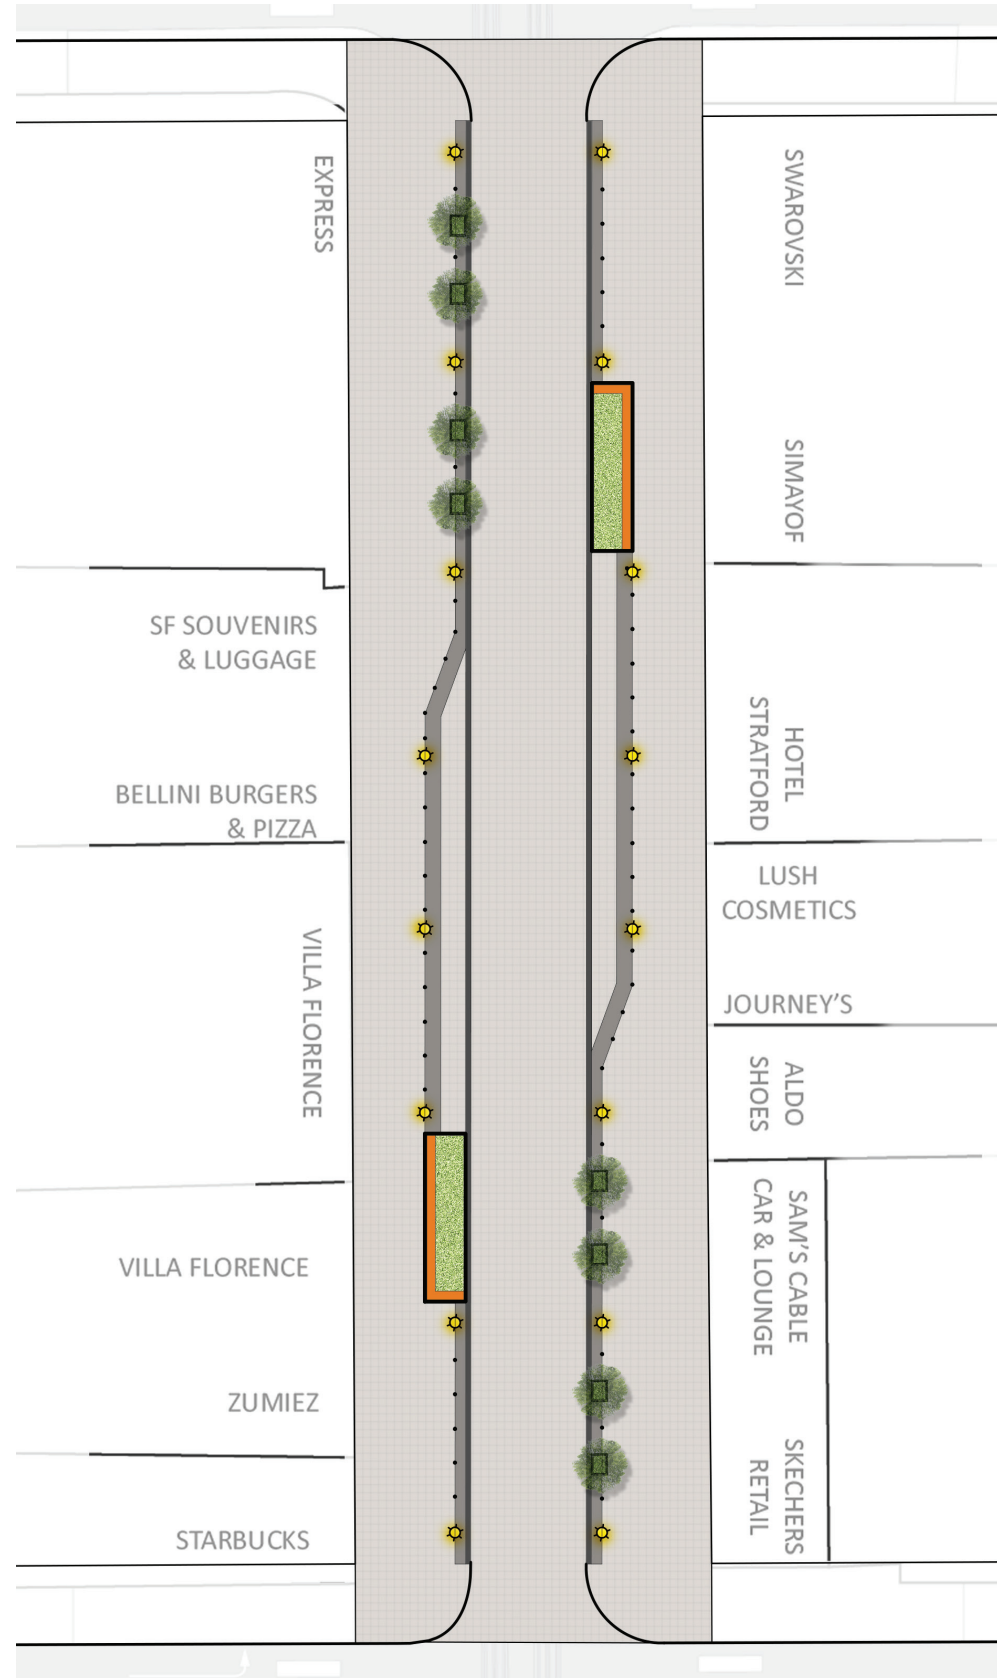 EXPRESS
SF SOUVENIRS
& LUGGAGE
BELLINI BURGERS
& PIZZA
VILLA FLORENCE
VILLA FLORENCE
ZUMIEZ
STARBUCKS
SWAROVSKI
SIMAYOF
HOTEL
STRATFORD
LUSH
COSMETICS
JOURNEY’S
ALDO
SHOES
SAM’S CABLE
CAR & LOUNGE
SKECHERS
RETAIL